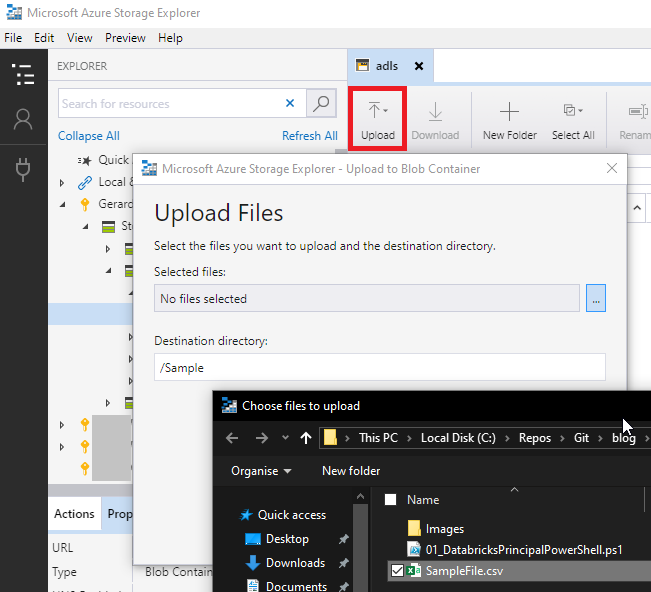 Microsoft Azure Storage Explorer
File Edit View Preview Help
EXPLORER
Search for resources
Collapse All Refresh All
Quick
Local &
Gerard
St
adls
Upload
Download
New Folder
Select All
Renam
Microsoft Azure Storage Explorer - Upload to Blob Container
Upload Files
Select the files you want to upload and the destination directory.
Selected files:
No files selected
...
Destination directory:
/Sample
Choose files to upload
This PC › Local Disk (C:) › Repos › Git › blog ›
Organise New folder
Quick access
Desktop
Downloads
Documents
Name
Images
01_DatabricksPrincipalPowerShell.ps1
SampleFile.csv
Actions Prop
URL
Type Blob Contain